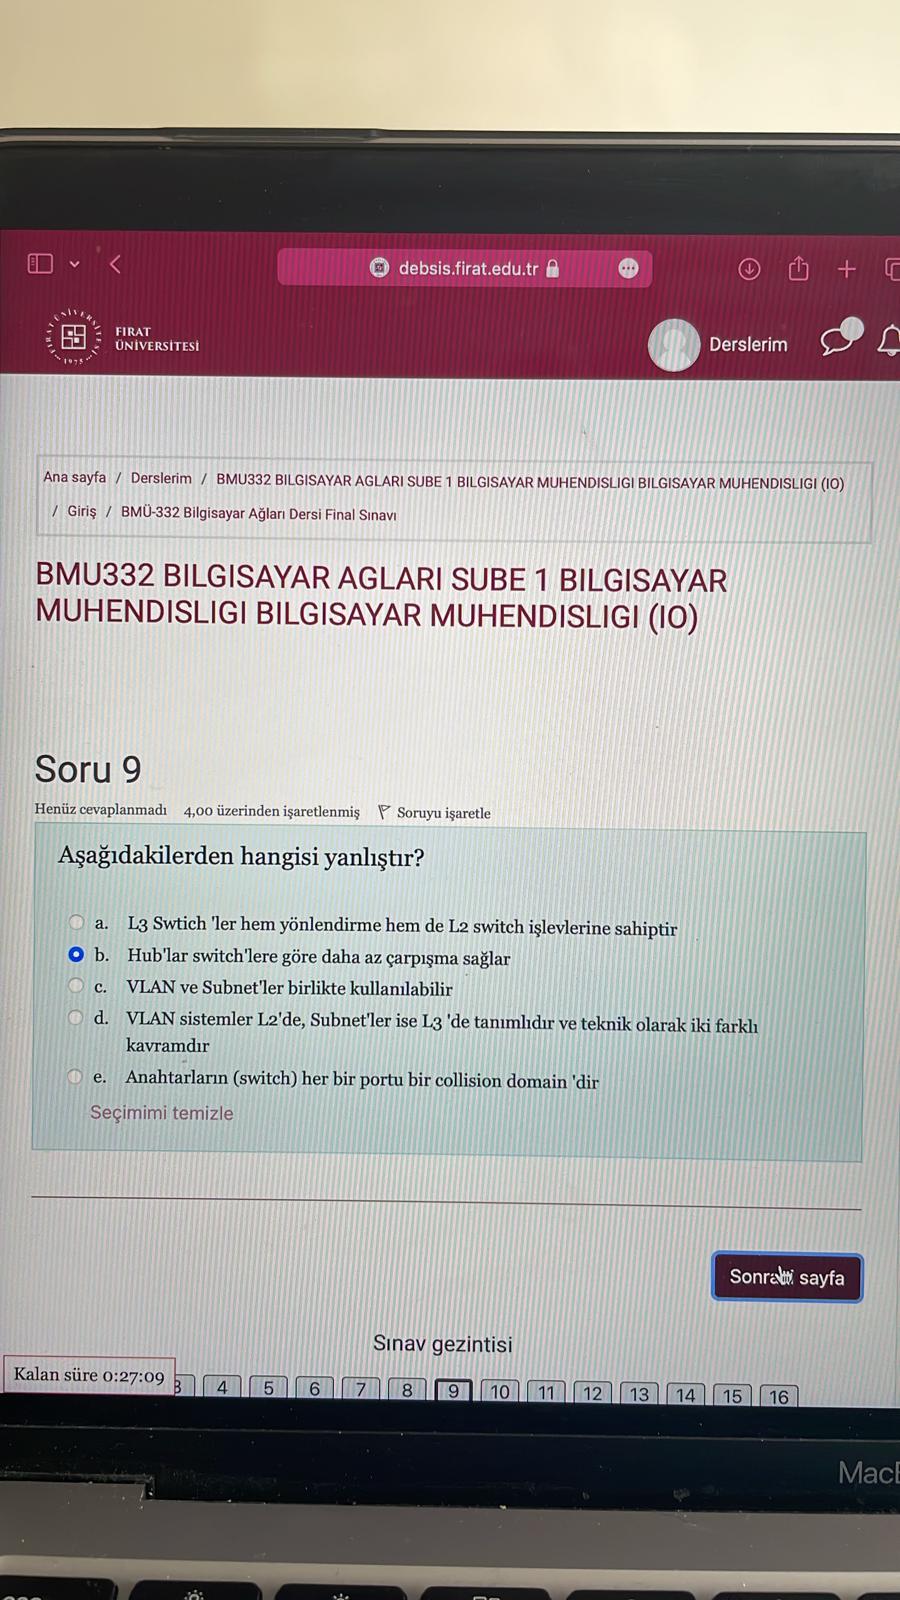 debsis.firat.edu.tr
FIRAT
ÜNİVERSİTESİ
Derslerim
Ana sayfa / Derslerim / BMU332 BILGISAYAR AGLARI SUBE 1 BILGISAYAR MUHENDISLIGI BILGISAYAR MUHENDISLIGI (IO)
/ Giriş / BMÜ-332 Bilgisayar Ağları Dersi Final Sınavı
BMU332 BILGISAYAR AGLARI SUBE 1 BILGISAYAR
MUHENDISLIGI BILGISAYAR MUHENDISLIGI (IO)
Soru 9
Henüz cevaplanmadı 4,00 üzerinden işaretlenmiş Soruyu işaretle
Aşağıdakilerden hangisi yanlıştır?
a. L3 Swtich 'ler hem yönlendirme hem de L2 switch işlevlerine sahiptir
b. Hub'lar switch'lere göre daha az çarpışma sağlar
c. VLAN ve Subnet'ler birlikte kullanılabilir
d. VLAN sistemler L2'de, Subnet'ler ise L3 'de tanımlıdır ve teknik olarak iki farklı
kavramdır
e. Anahtarların (switch) her bir portu bir collision domain 'dir
Seçimimi temizle
Sonraki sayfa
Sınav gezintisi
Kalan süre 0:27:09
3 4 5 6 7 8 9 10 11 12 13 14 15 16